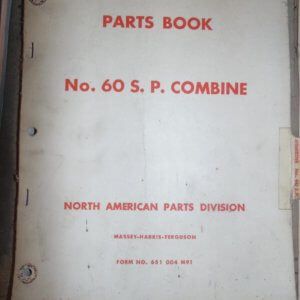 PARTS BOOK
No. 60 S. P. COMBINE
NORTH AMERICAN PARTS DIVISION
MASSEY-HARRIS-FERGUSON
FORM NO. 651 004 M91